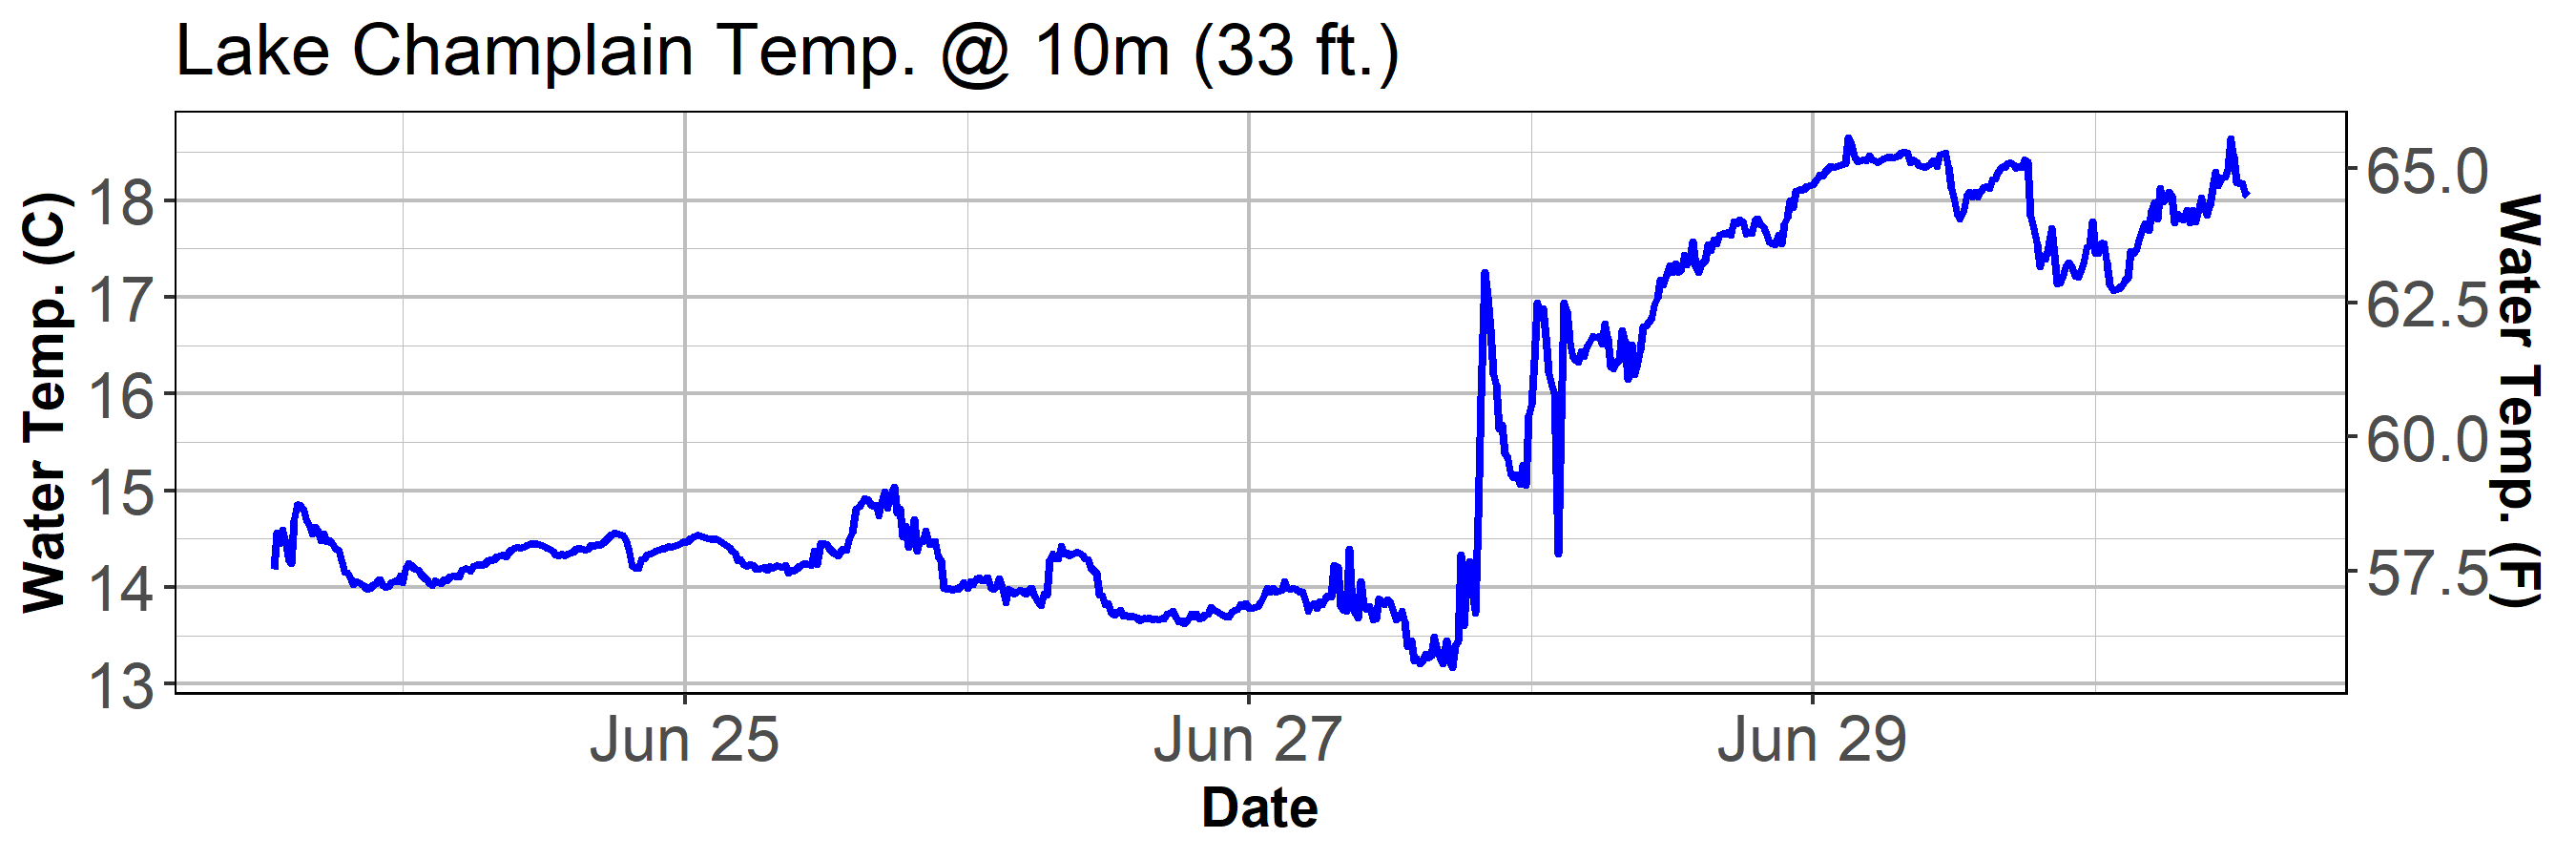 Lake Champlain Temp. @ 10m (33 ft.)
Water Temp. (C)
18
17
16
15
14
13
65.0
62.5
60.0
57.5
Water Temp. (F)
Jun 25
Jun 27
Jun 29
Date